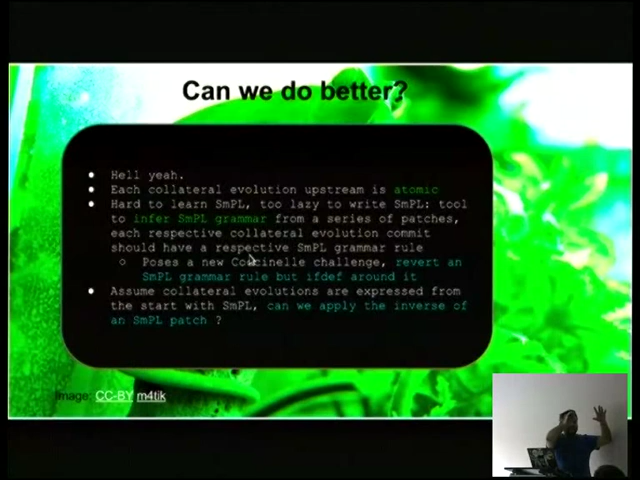 Can we do better?
● Hell yeah.
● Each collateral evolution upstream is atomic
● Hard to learn SmPL, too lazy to write SmPL: tool
to infer SmPL grammar from a series of patches,
each respective collateral evolution commit
should have a respective SmPL grammar rule
○ Poses a new Coccinelle challenge, revert an
SmPL grammar rule but ifdef around it
● Assume collateral evolutions are expressed from
the start with SmPL, can we apply the inverse of
an SmPL patch ?
Image: CC-BY m4tik